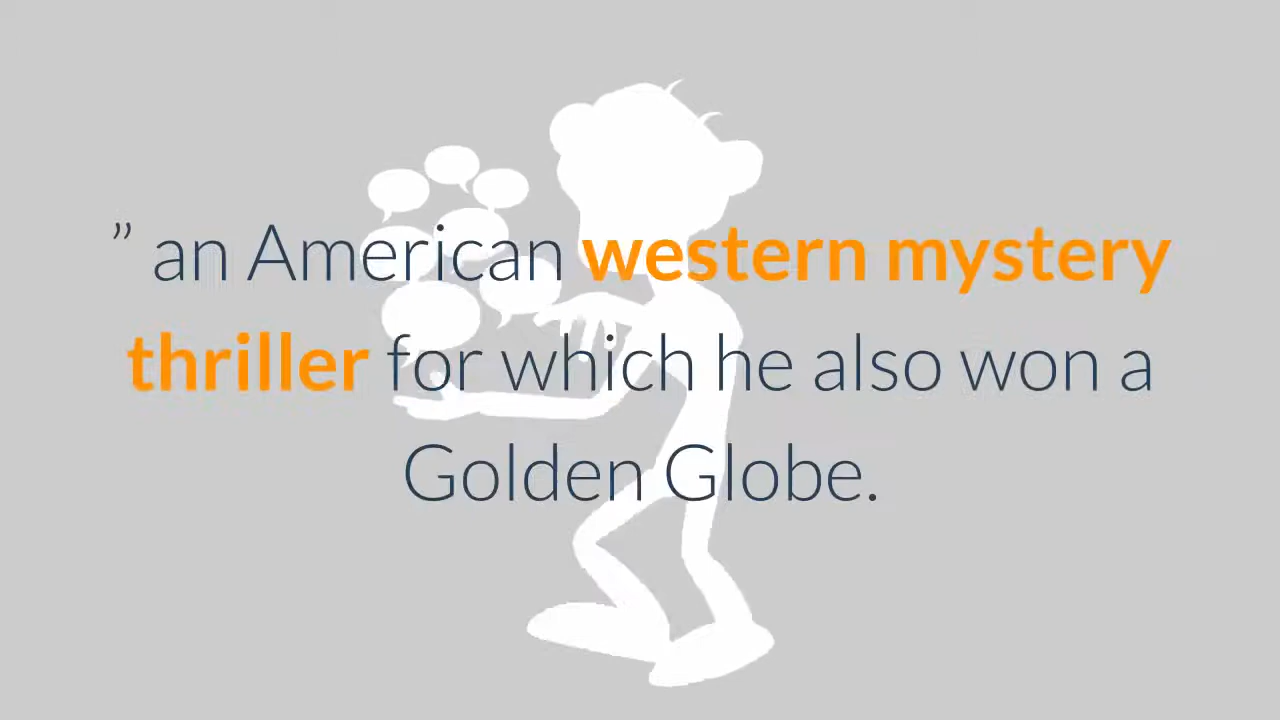 ” an American western mystery
thriller for which he also won a
Golden Globe.